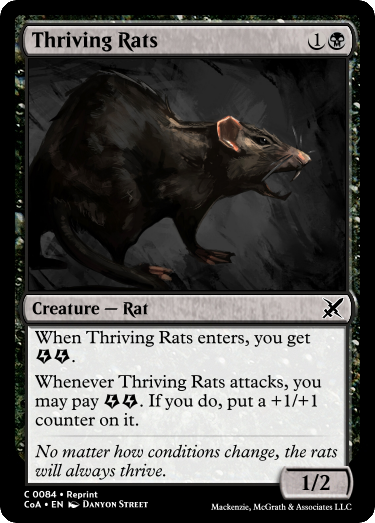 Thriving Rats 1
Creature — Rat
When Thriving Rats enters, you get
.
Whenever Thriving Rats attacks, you
may pay . If you do, put a +1/+1
counter on it.
No matter how conditions change, the rats
will always thrive.
1/2
C 0084 • Reprint
CoA • EN DANYON STREET
Mackenzie, McGrath & Associates LLC